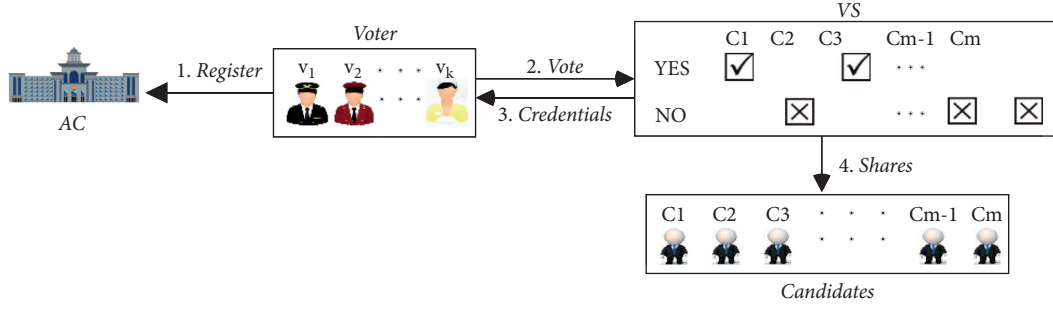 VS
Voter
C1 C2 C3 Cm-1 Cm
1. Register
v1 v2 · · · vk
2. Vote
YES · · ·
3. Credentials
NO · · ·
AC
4. Shares
C1 C2 C3 · · · Cm-1 Cm
Candidates